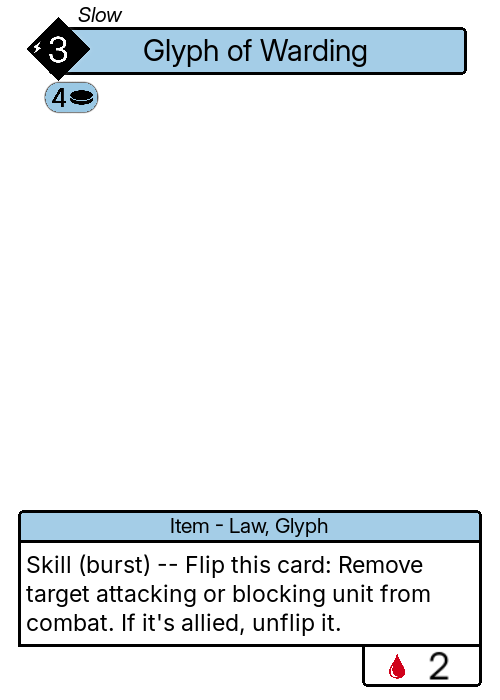 Slow
3
Glyph of Warding
4
Item - Law, Glyph
Skill (burst) -- Flip this card: Remove
target attacking or blocking unit from
combat. If it's allied, unflip it.
2